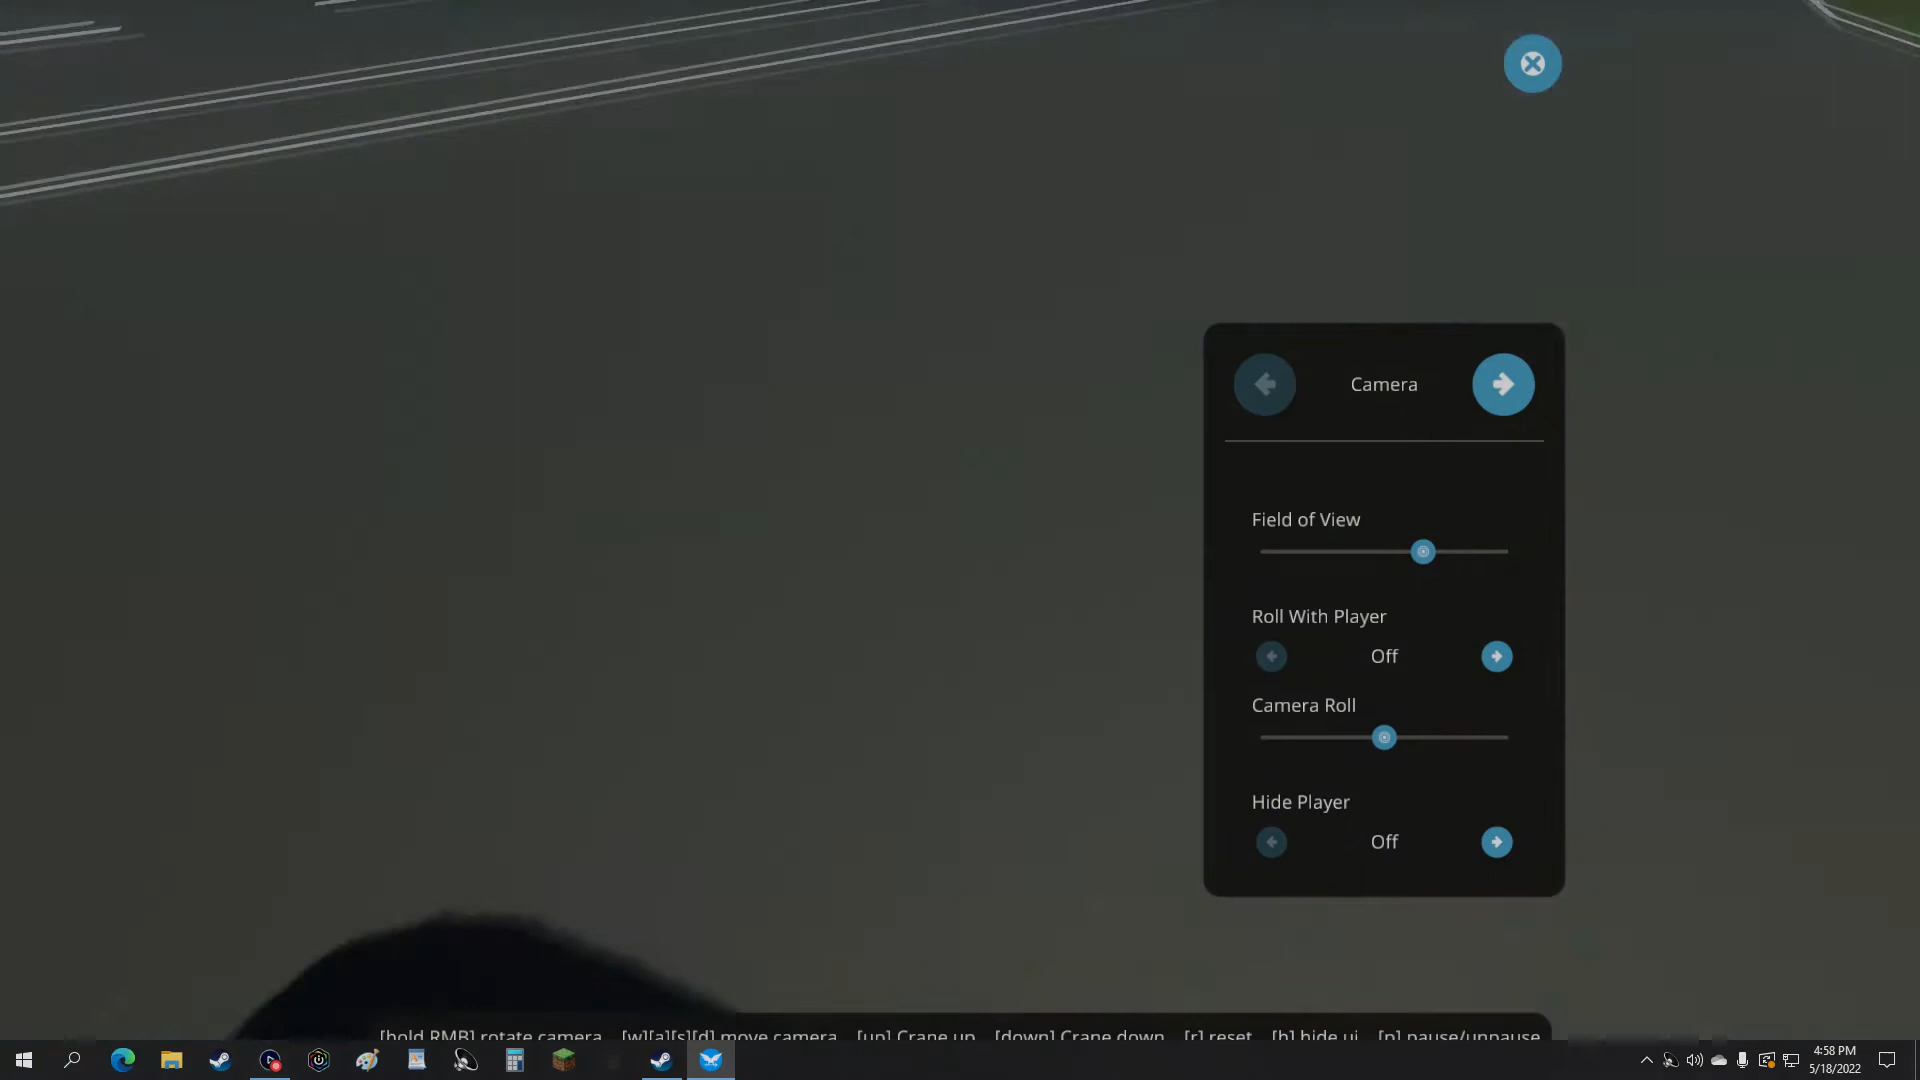 Camera
Field of View
Roll With Player
Off
Camera Roll
Hide Player
Off
[hold RMB] rotate camera [w][a][s][d] move camera [up] Crane up [down] Crane down [r] reset [h] hide ui [p] pause/unpause
4:58 PM
5/18/2022